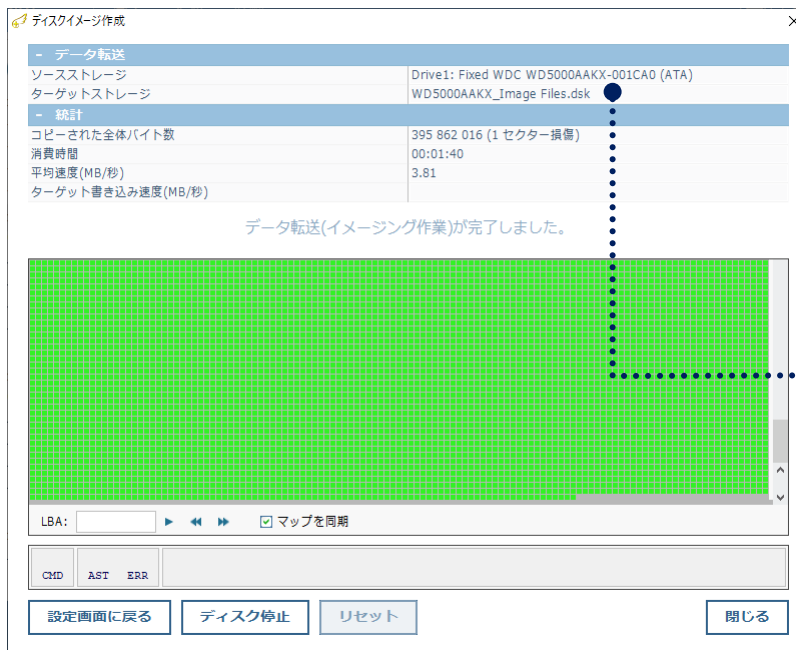 ディスクイメージ作成
- データ転送
ソースストレージ Drive1: Fixed WDC WD5000AAKX-001CA0 (ATA)
ターゲットストレージ WD5000AAKX_Image Files.dsk
- 統計
コピーされた全体バイト数 395 862 016 (1 セクター損傷)
消費時間 00:01:40
平均速度(MB/秒) 3.81
ターゲット書き込み速度(MB/秒)
データ転送(イメージング作業)が完了しました。
LBA: マップを同期
CMD AST ERR
設定画面に戻る ディスク停止 リセット 閉じる